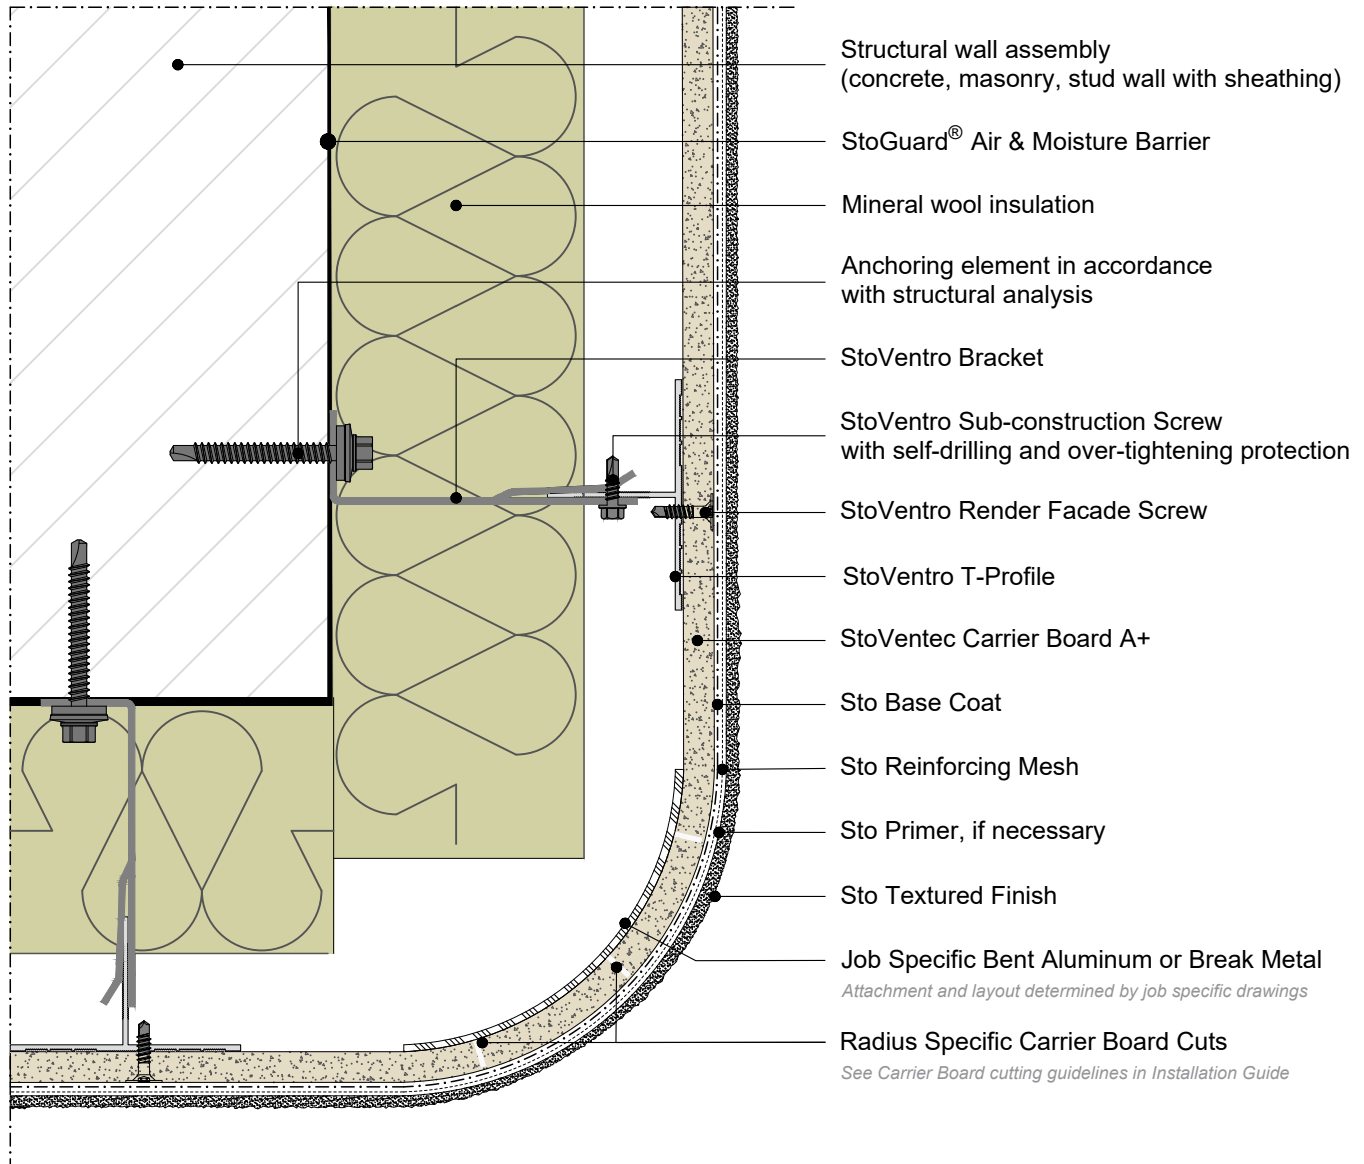 Structural wall assembly
(concrete, masonry, stud wall with sheathing)
StoGuard® Air & Moisture Barrier
Mineral wool insulation
Anchoring element in accordance
with structural analysis
StoVentro Bracket
StoVentro Sub-construction Screw
with self-drilling and over-tightening protection
StoVentro Render Facade Screw
StoVentro T-Profile
StoVentec Carrier Board A+
Sto Base Coat
Sto Reinforcing Mesh
Sto Primer, if necessary
Sto Textured Finish
Job Specific Bent Aluminum or Break Metal
Attachment and layout determined by job specific drawings
Radius Specific Carrier Board Cuts
See Carrier Board cutting guidelines in Installation Guide